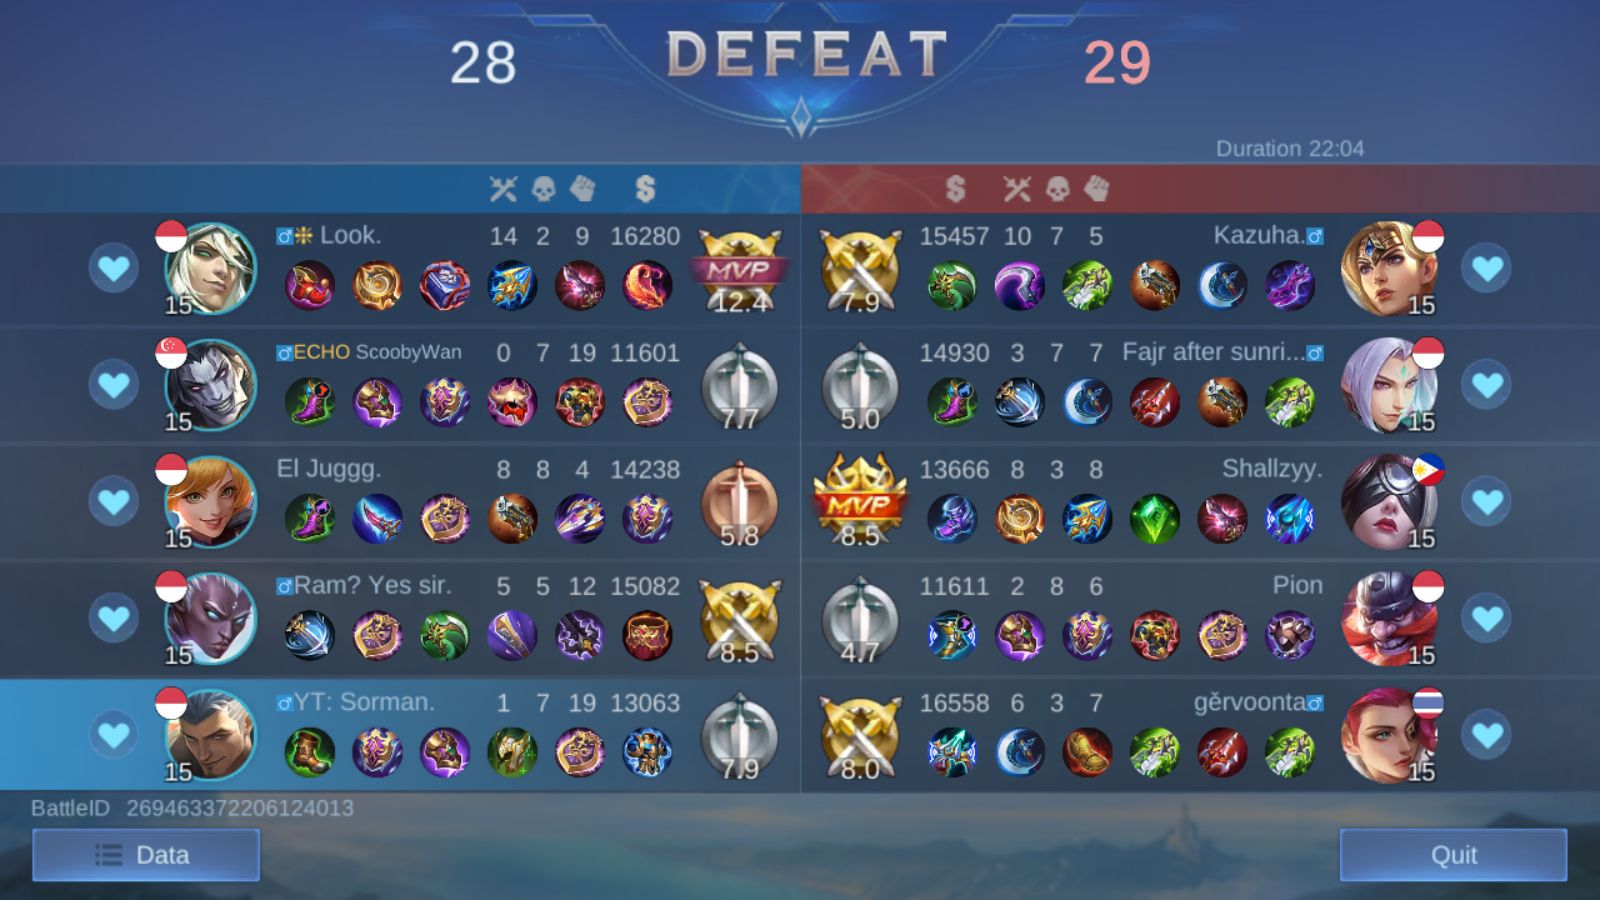 28 DEFEAT 29
Duration 22:04
Look. 14 2 9 16280
15 MVP 12.4
15457 10 7 5 Kazuha.
7.9 15
ECHO ScoobyWan 0 7 19 11601
15 7.7
14930 3 7 7 Fajr after sunri...
5.0 15
El Juggg. 8 8 4 14238
15 5.8
13666 8 3 8 Shallzyy.
MVP 8.5 15
Ram? Yes sir. 5 5 12 15082
15 8.5
11611 2 8 6 Pion
4.7 15
YT: Sorman. 1 7 19 13063
15 7.9
16558 6 3 7 gěrvoonta
8.0 15
BattleID 269463372206124013
Data
Quit